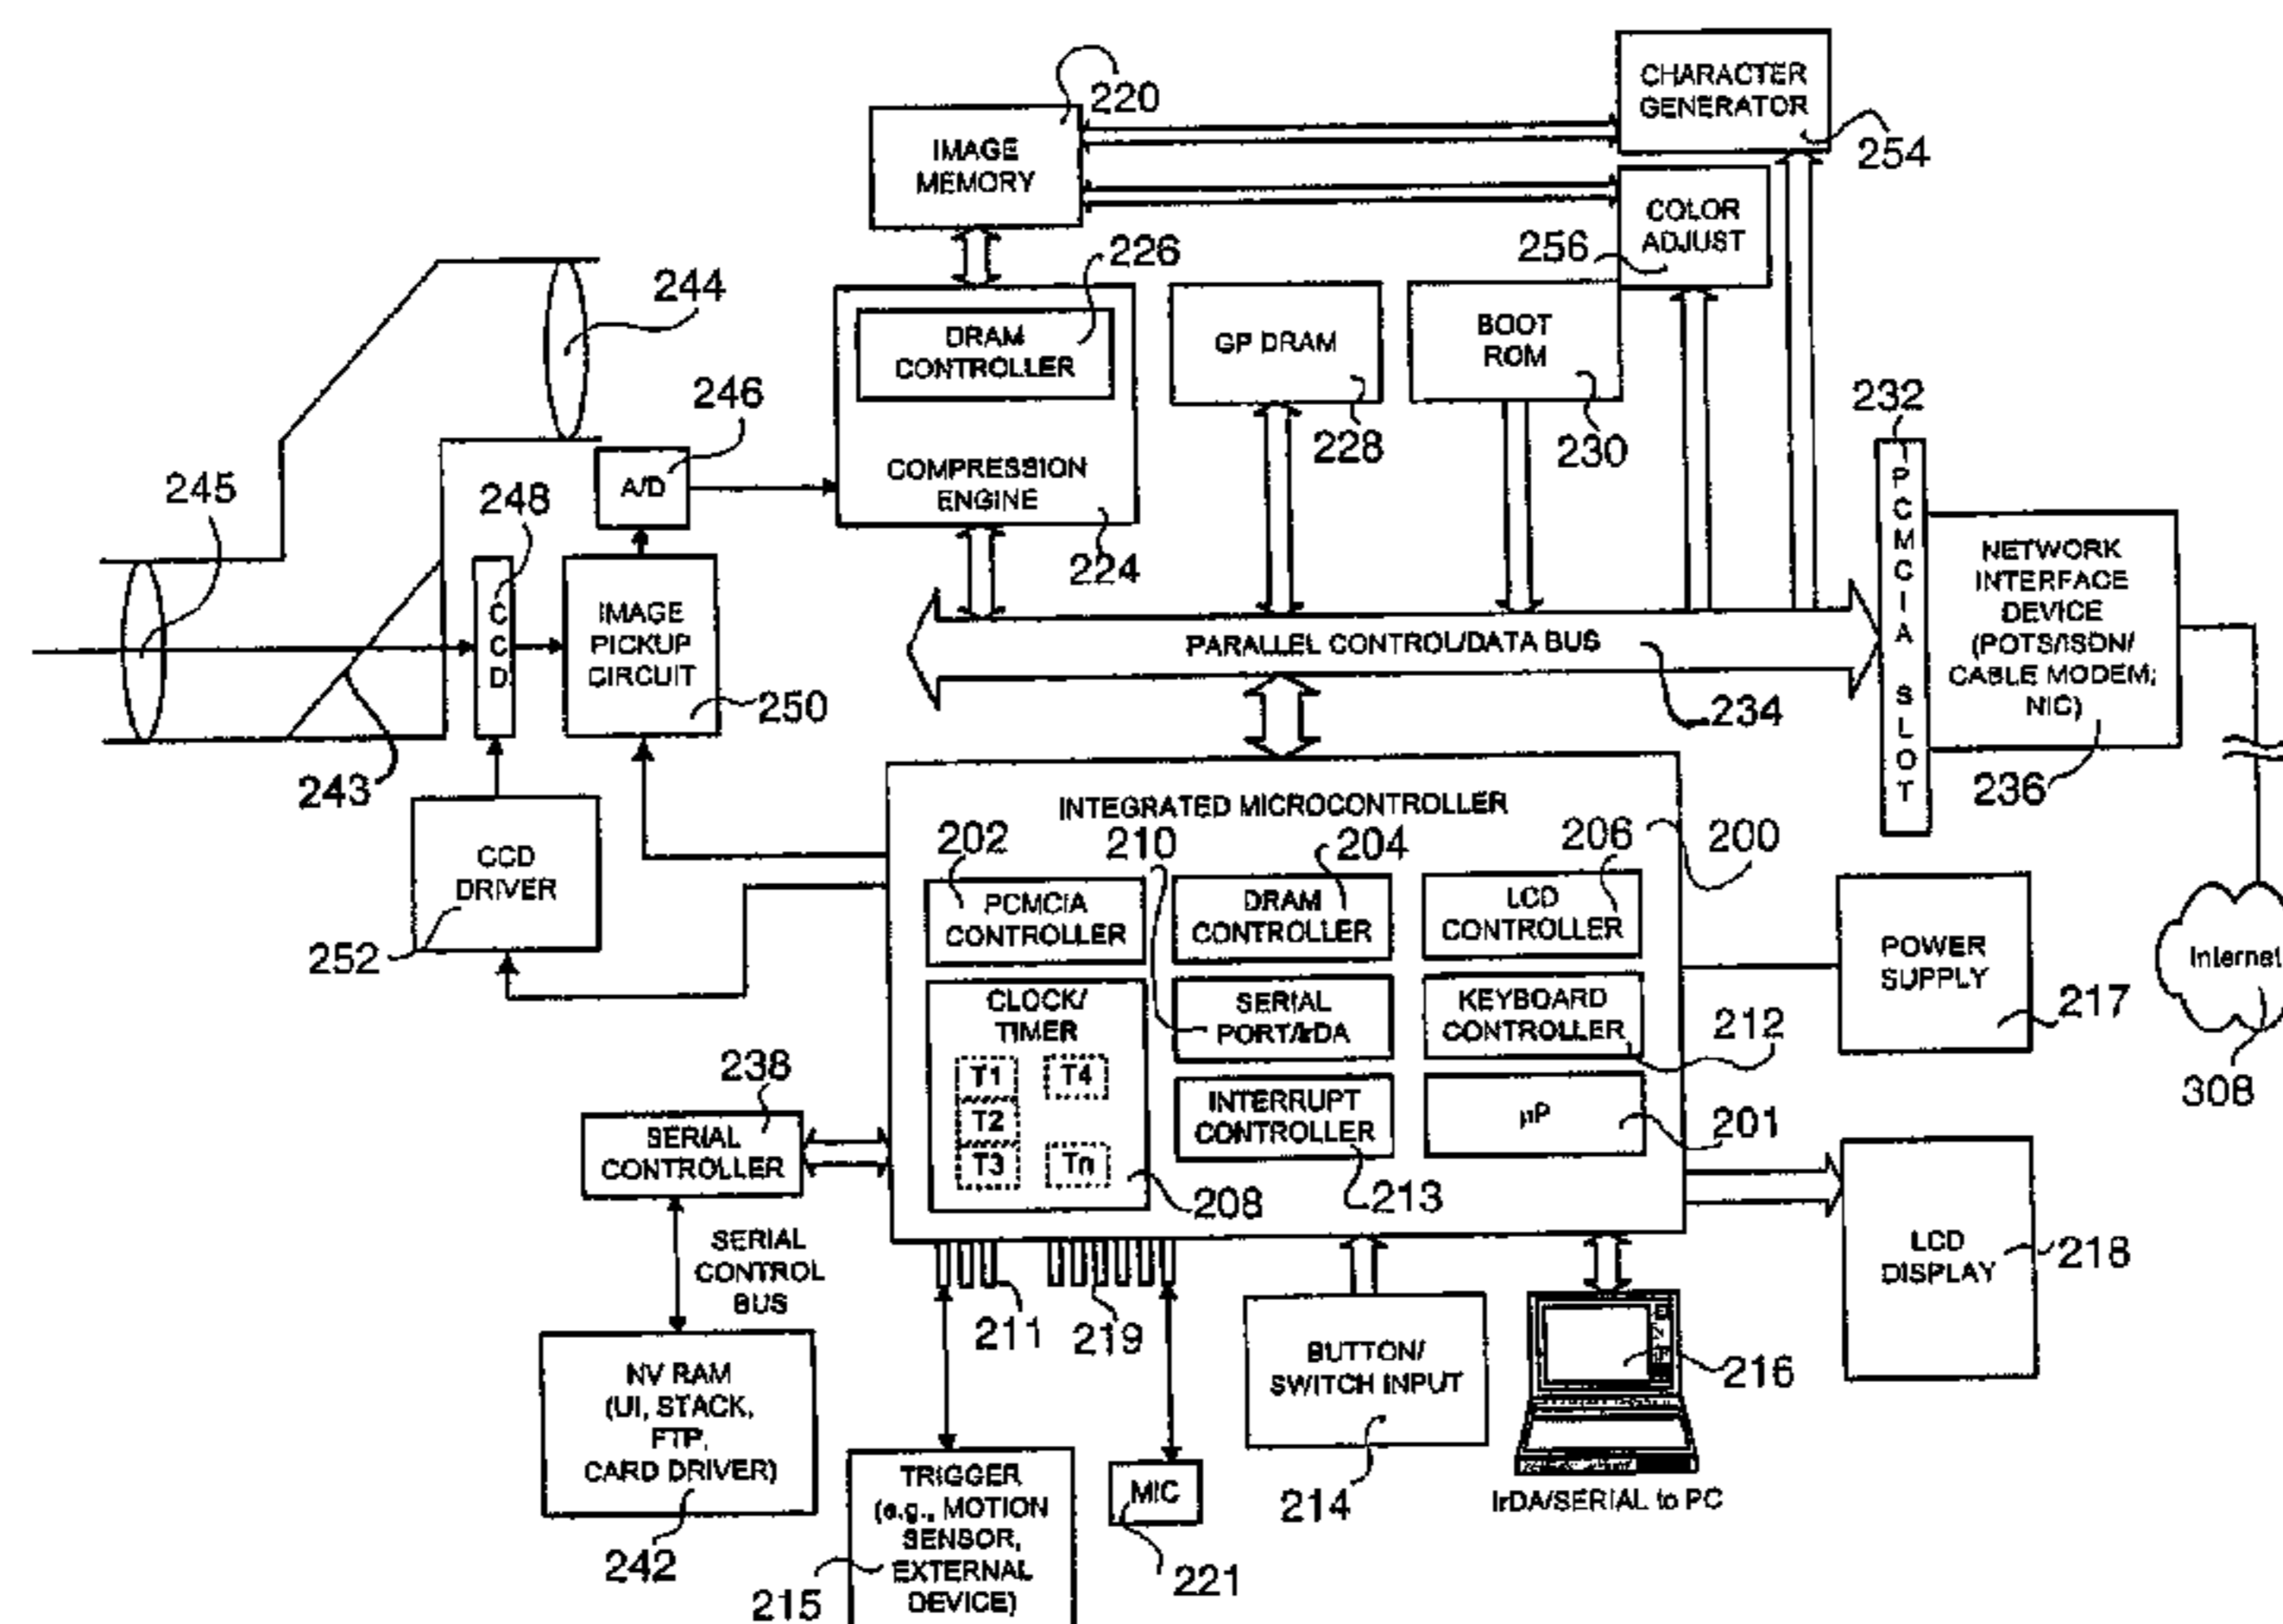 220
CHARACTER
GENERATOR
254
IMAGE
MEMORY
COLOR
ADJUST
256
226
244
DRAM
CONTROLLER
GP DRAM
BOOT
ROM
246
232
228
230
COMPRESSION
ENGINE
A/D
245
248
224
PCMCIA SLOT
NETWORK
INTERFACE
DEVICE
(POTS/ISDN/
CABLE MODEM;
NIC)
CCD
IMAGE
PICKUP
CIRCUIT
PARALLEL CONTROL/DATA BUS
250
234
243
236
INTEGRATED MICROCONTROLLER
202
210
204
206
200
CCD
DRIVER
252
PCMCIA
CONTROLLER
DRAM
CONTROLLER
LCD
CONTROLLER
POWER
SUPPLY
217
Internet
308
CLOCK/
TIMER
SERIAL
PORT/IrDA
KEYBOARD
CONTROLLER
212
238
T1
T4
T2
T3
Tn
208
INTERRUPT
CONTROLLER
213
µP
201
SERIAL
CONTROLLER
SERIAL
CONTROL
BUS
LCD
DISPLAY
218
211
219
NV RAM
(UI, STACK,
FTP,
CARD DRIVER)
242
BUTTON/
SWITCH INPUT
214
216
IrDA/SERIAL to PC
TRIGGER
(e.g., MOTION
SENSOR,
EXTERNAL
DEVICE)
215
MIC
221